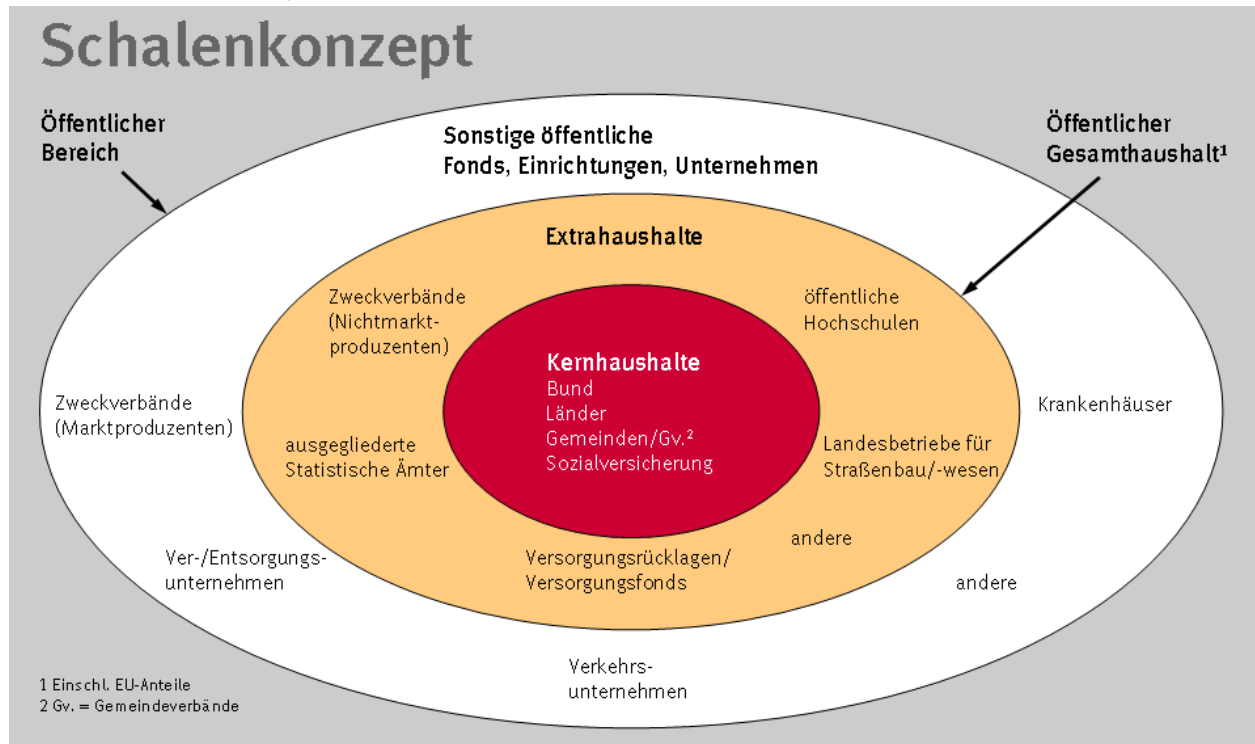 Schalenkonzept
Öffentlicher
Bereich
Sonstige öffentliche
Fonds, Einrichtungen, Unternehmen
Öffentlicher
Gesamthaushalt¹
Extrahaushalte
Zweckverbände
(Nichtmarkt-
produzenten)
öffentliche
Hochschulen
Kernhaushalte
Bund
Länder
Gemeinden/Gv.²
Sozialversicherung
Zweckverbände
(Marktproduzenten)
Krankenhäuser
ausgegliederte
Statistische Ämter
Landesbetriebe für
Straßenbau/-wesen
andere
Ver-/Entsorgungs-
unternehmen
Versorgungsrücklagen/
Versorgungsfonds
andere
Verkehrs-
unternehmen
1 Einschl. EU-Anteile
2 Gv. = Gemeindeverbände